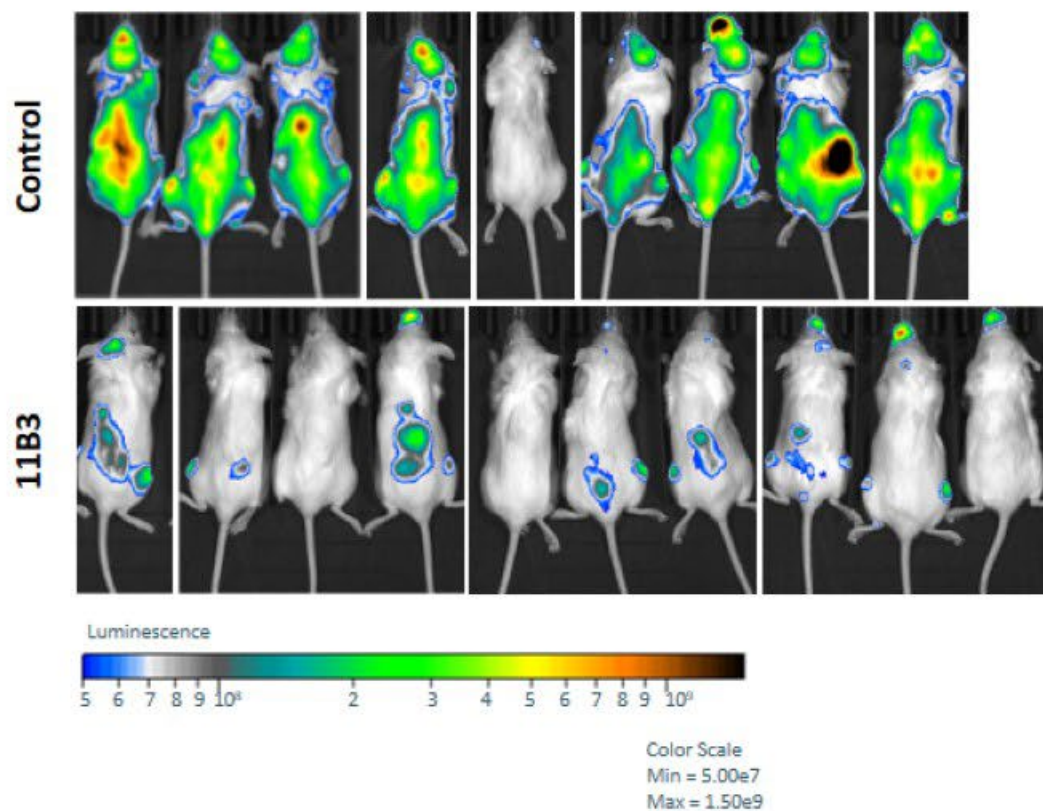 Control
11B3
Luminescence
5 6 7 8 9 10⁸ 2 3 4 5 6 7 8 9 10⁹
Color Scale
Min = 5.00e7
Max = 1.50e9